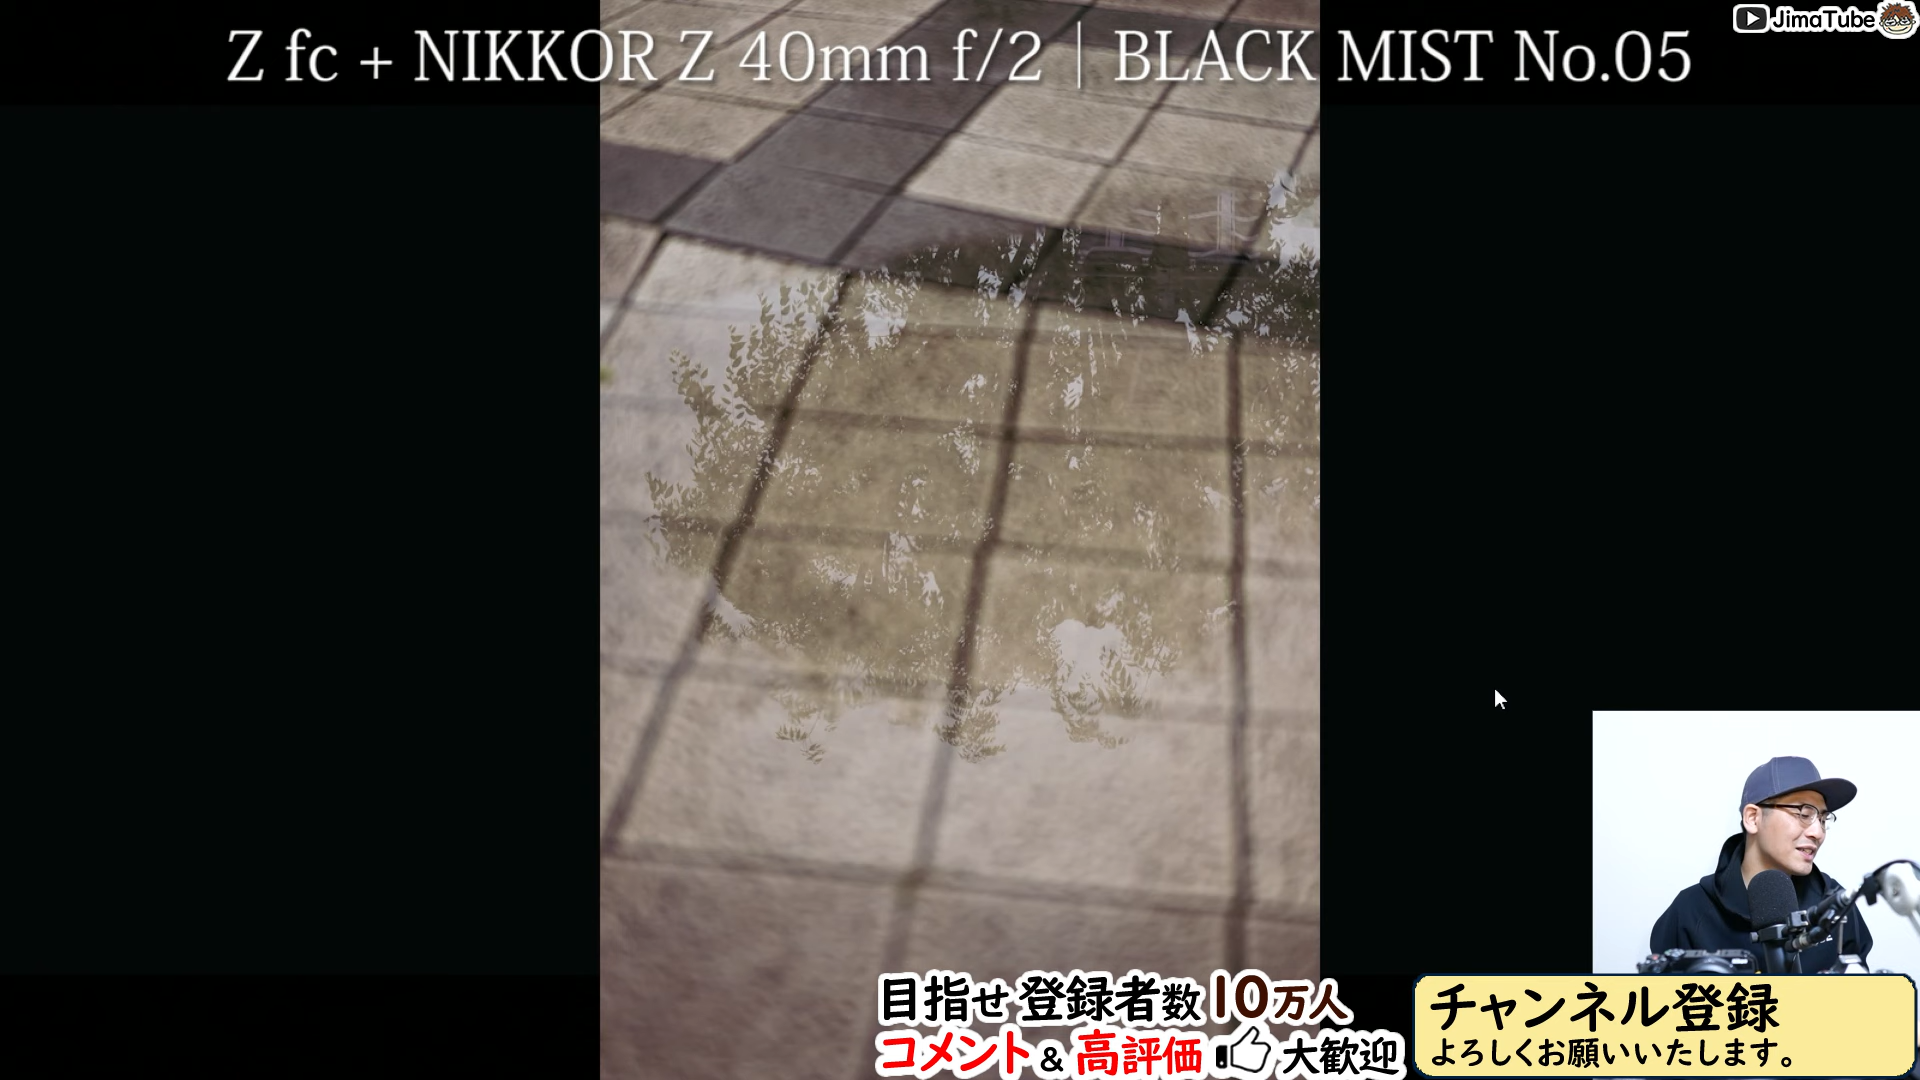 Z fc + NIKKOR Z 40mm f/2｜BLACK MIST No.05
JimaTube
目指せ登録者数10万人
コメント&高評価大歓迎
チャンネル登録
よろしくお願いいたします。